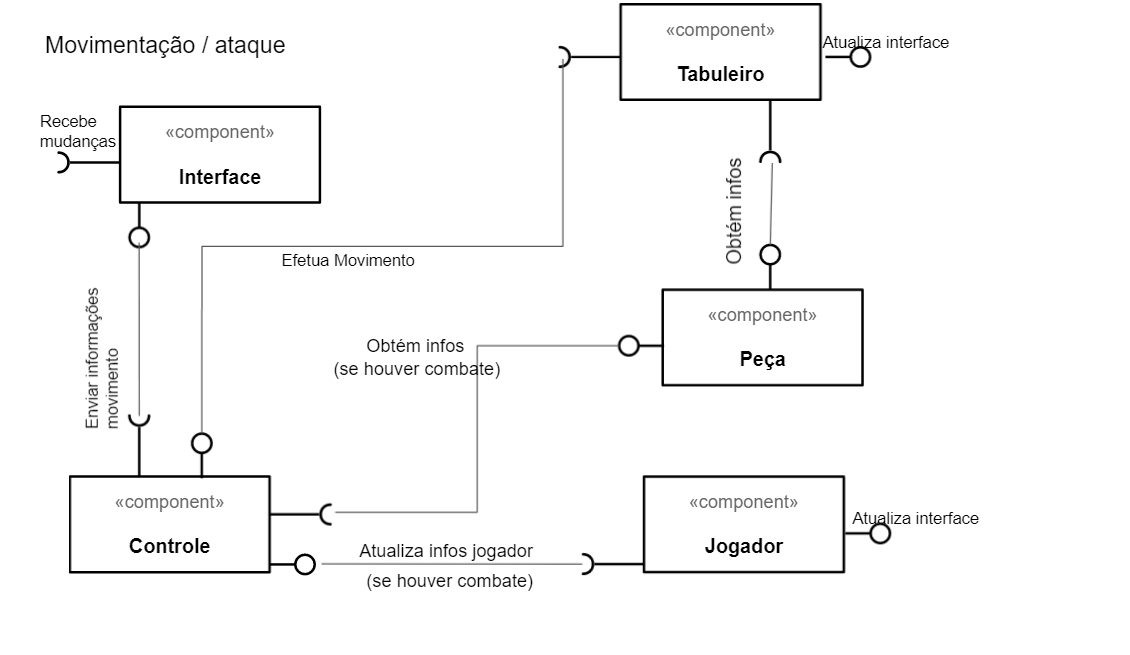 Movimentação / ataque
«component»
Tabuleiro
Atualiza interface
Recebe
mudanças
«component»
Interface
Obtém infos
Efetua Movimento
Enviar informações
movimento
«component»
Peça
Obtém infos
(se houver combate)
«component»
Controle
Atualiza infos jogador
(se houver combate)
«component»
Jogador
Atualiza interface